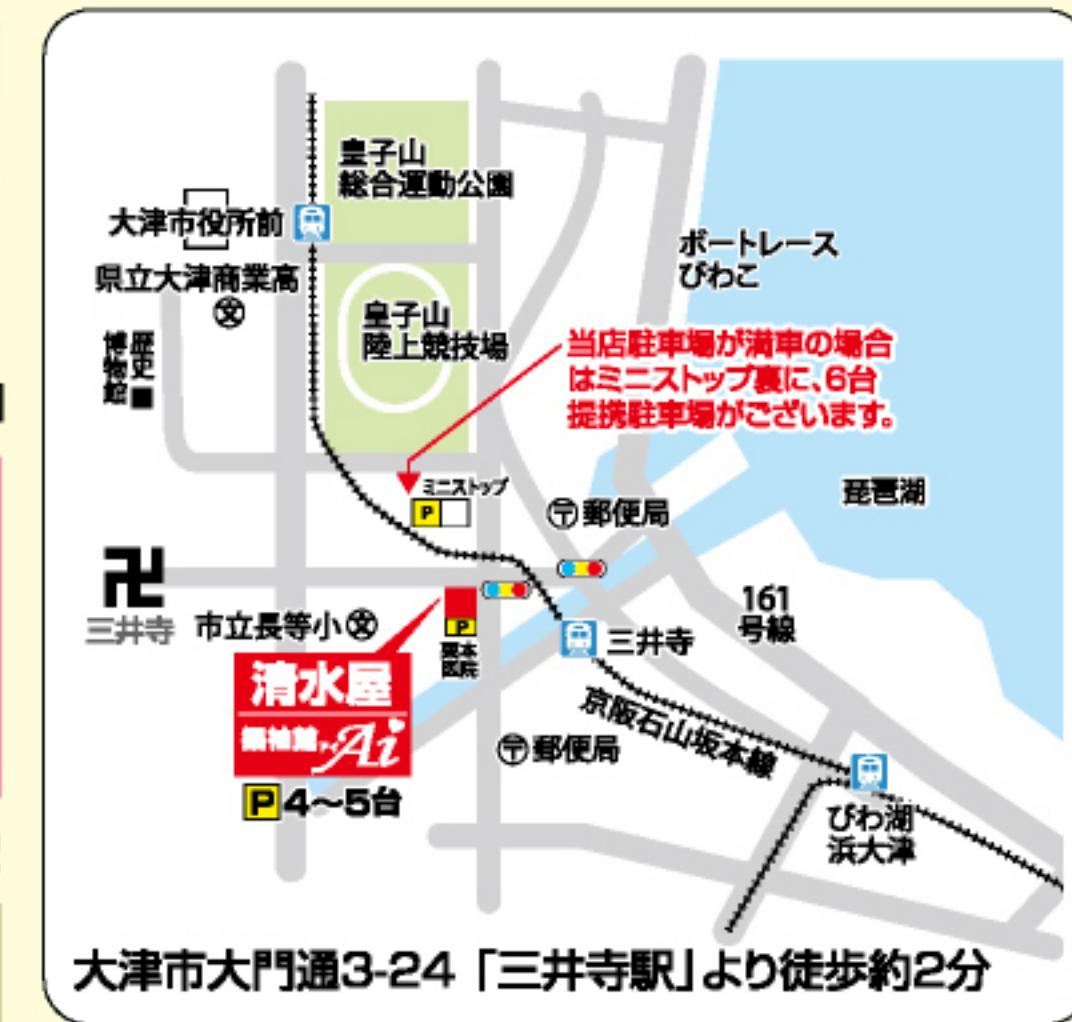 皇子山
総合運動公園
大津市役所前
県立大津商業高
文
歴史
博物館
皇子山
陸上競技場
ボートレース
びわこ
当店駐車場が満車の場合
はミニストップ裏に、6台
提携駐車場がございます。
ミニストップ
P
〒郵便局
琵琶湖
卍
三井寺
市立長等小文
P
医院
161
号線
三井寺
清水屋
振袖館 アイ Ai
P 4〜5台
京阪石山坂本線
〒郵便局
びわ湖
浜大津
大津市大門通3-24「三井寺駅」より徒歩約2分